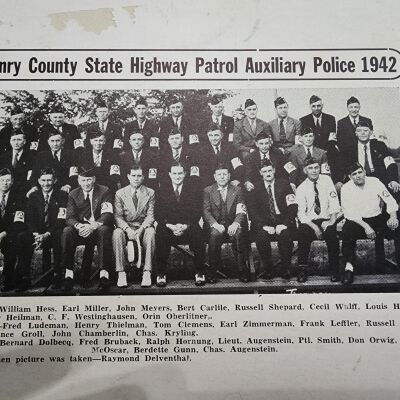 nry County State Highway Patrol Auxiliary Police 1942
William Hess, Earl Miller, John Meyers, Bert Carlile, Russell Shepard, Cecil Wulff, Louis H
Heilman, C. F. Westinghausen, Orin Oberlitner,
-Fred Ludeman, Henry Thielman, Tom Clemens, Earl Zimmerman, Frank Leffler, Russell
nce Groll, John Chamberlin, Chas. Kryling.
Bernard Dolbecq, Fred Bruback, Ralph Hornung, Lieut. Augenstein, Ptl. Smith, Don Orwig,
McOscar, Berdette Gunn, Chas. Augenstein.
en picture was taken—Raymond Delventhal.